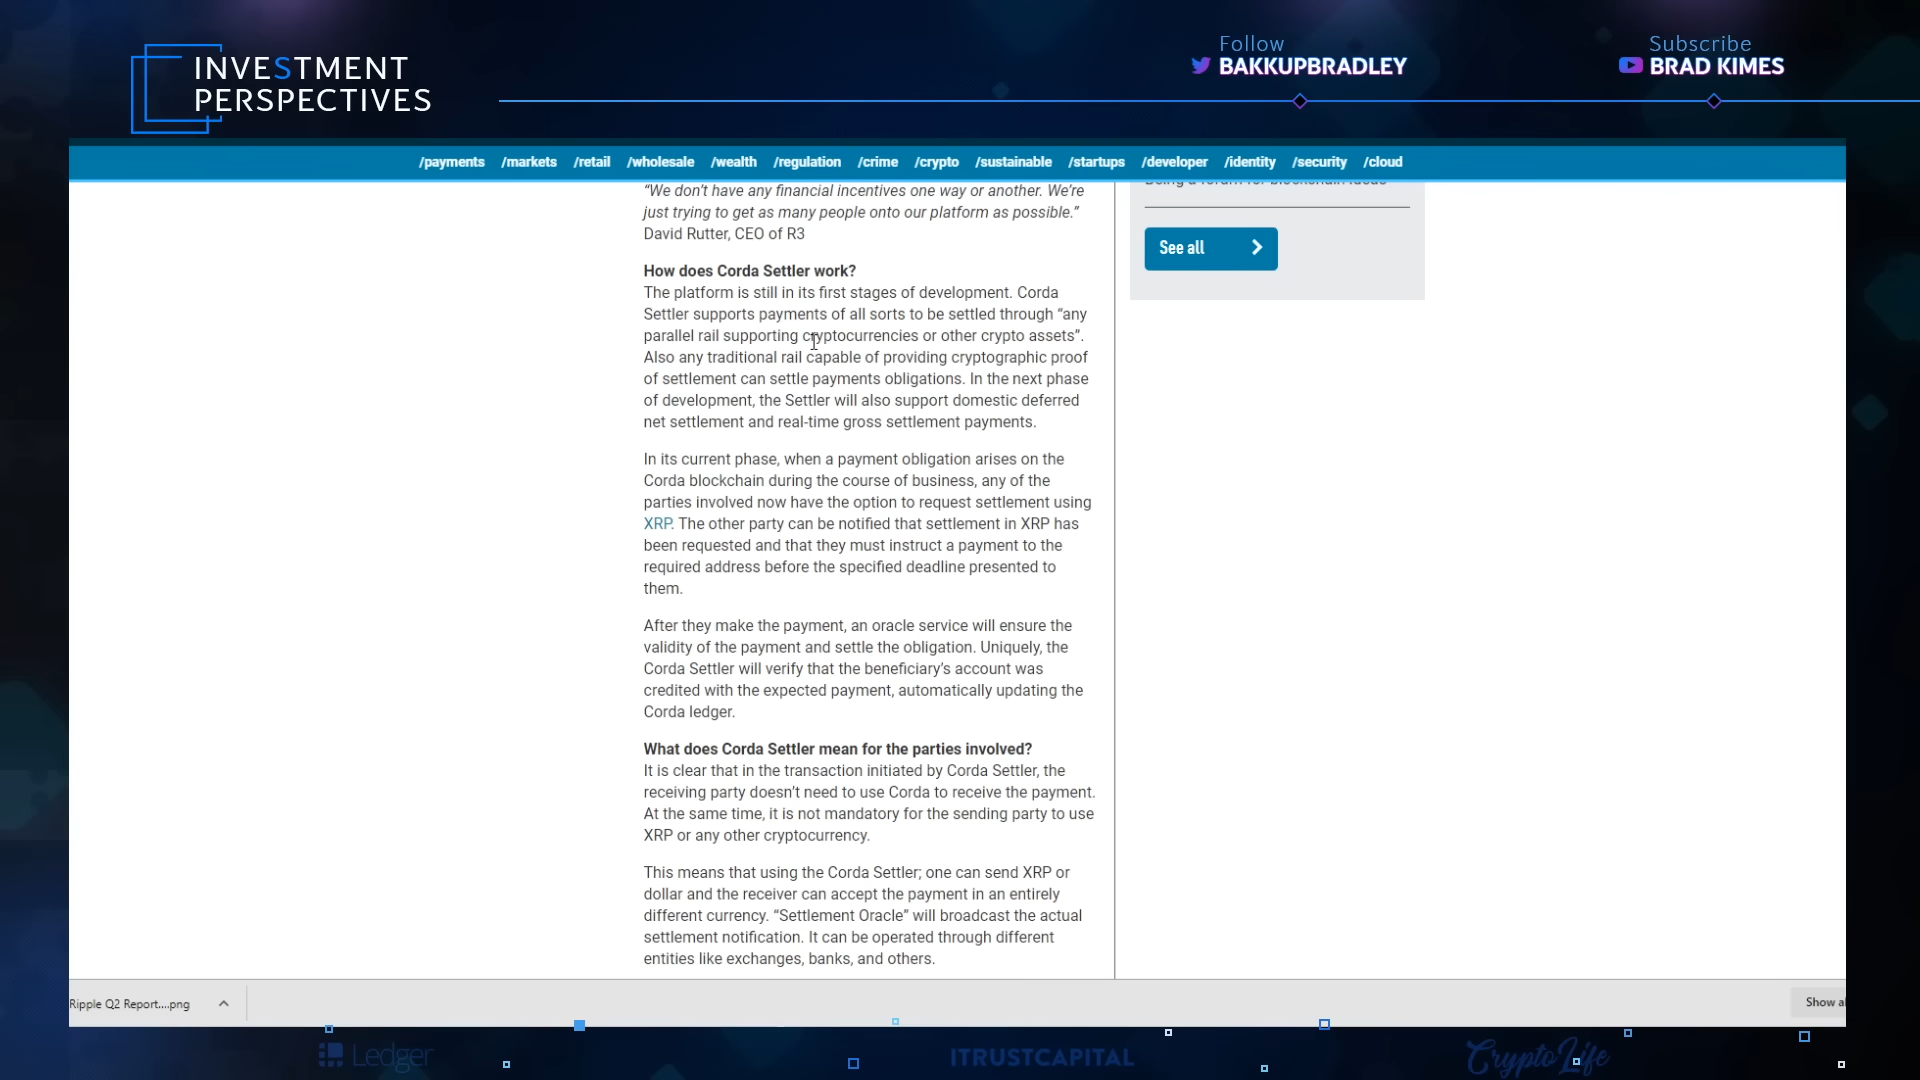 INVESTMENT
PERSPECTIVES
Follow
BAKKUPBRADLEY
Subscribe
BRAD KIMES
/payments /markets /retail /wholesale /wealth /regulation /crime /crypto /sustainable /startups /developer /identity /security /cloud
“We don’t have any financial incentives one way or another. We’re
just trying to get as many people onto our platform as possible.”
David Rutter, CEO of R3
How does Corda Settler work?
The platform is still in its first stages of development. Corda
Settler supports payments of all sorts to be settled through “any
parallel rail supporting cryptocurrencies or other crypto assets”.
Also any traditional rail capable of providing cryptographic proof
of settlement can settle payments obligations. In the next phase
of development, the Settler will also support domestic deferred
net settlement and real-time gross settlement payments.
In its current phase, when a payment obligation arises on the
Corda blockchain during the course of business, any of the
parties involved now have the option to request settlement using
XRP. The other party can be notified that settlement in XRP has
been requested and that they must instruct a payment to the
required address before the specified deadline presented to
them.
After they make the payment, an oracle service will ensure the
validity of the payment and settle the obligation. Uniquely, the
Corda Settler will verify that the beneficiary’s account was
credited with the expected payment, automatically updating the
Corda ledger.
What does Corda Settler mean for the parties involved?
It is clear that in the transaction initiated by Corda Settler, the
receiving party doesn’t need to use Corda to receive the payment.
At the same time, it is not mandatory for the sending party to use
XRP or any other cryptocurrency.
This means that using the Corda Settler; one can send XRP or
dollar and the receiver can accept the payment in an entirely
different currency. “Settlement Oracle” will broadcast the actual
settlement notification. It can be operated through different
entities like exchanges, banks, and others.
Being a forum for blockchain ideas
See all
Ripple Q2 Report....png
Show al
Ledger
ITRUSTCAPITAL
CryptoLife